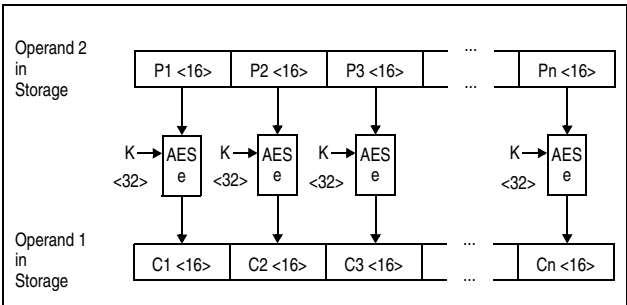 Operand 2
in
Storage
P1 <16> P2 <16> P3 <16> ... ... Pn <16>
K AES K AES K AES K AES
<32> e <32> e <32> e <32> e
Operand 1
in
Storage
C1 <16> C2 <16> C3 <16> ... ... Cn <16>